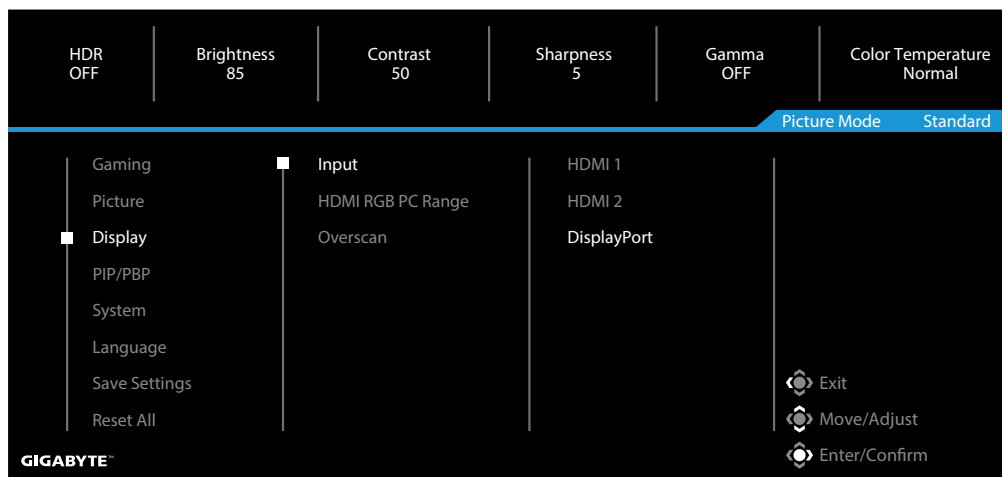 HDR
OFF
Brightness
85
Contrast
50
Sharpness
5
Gamma
OFF
Color Temperature
Normal
Picture Mode Standard
Gaming
Picture
Display
PIP/PBP
System
Language
Save Settings
Reset All
Input
HDMI RGB PC Range
Overscan
HDMI 1
HDMI 2
DisplayPort
Exit
Move/Adjust
Enter/Confirm
GIGABYTE™